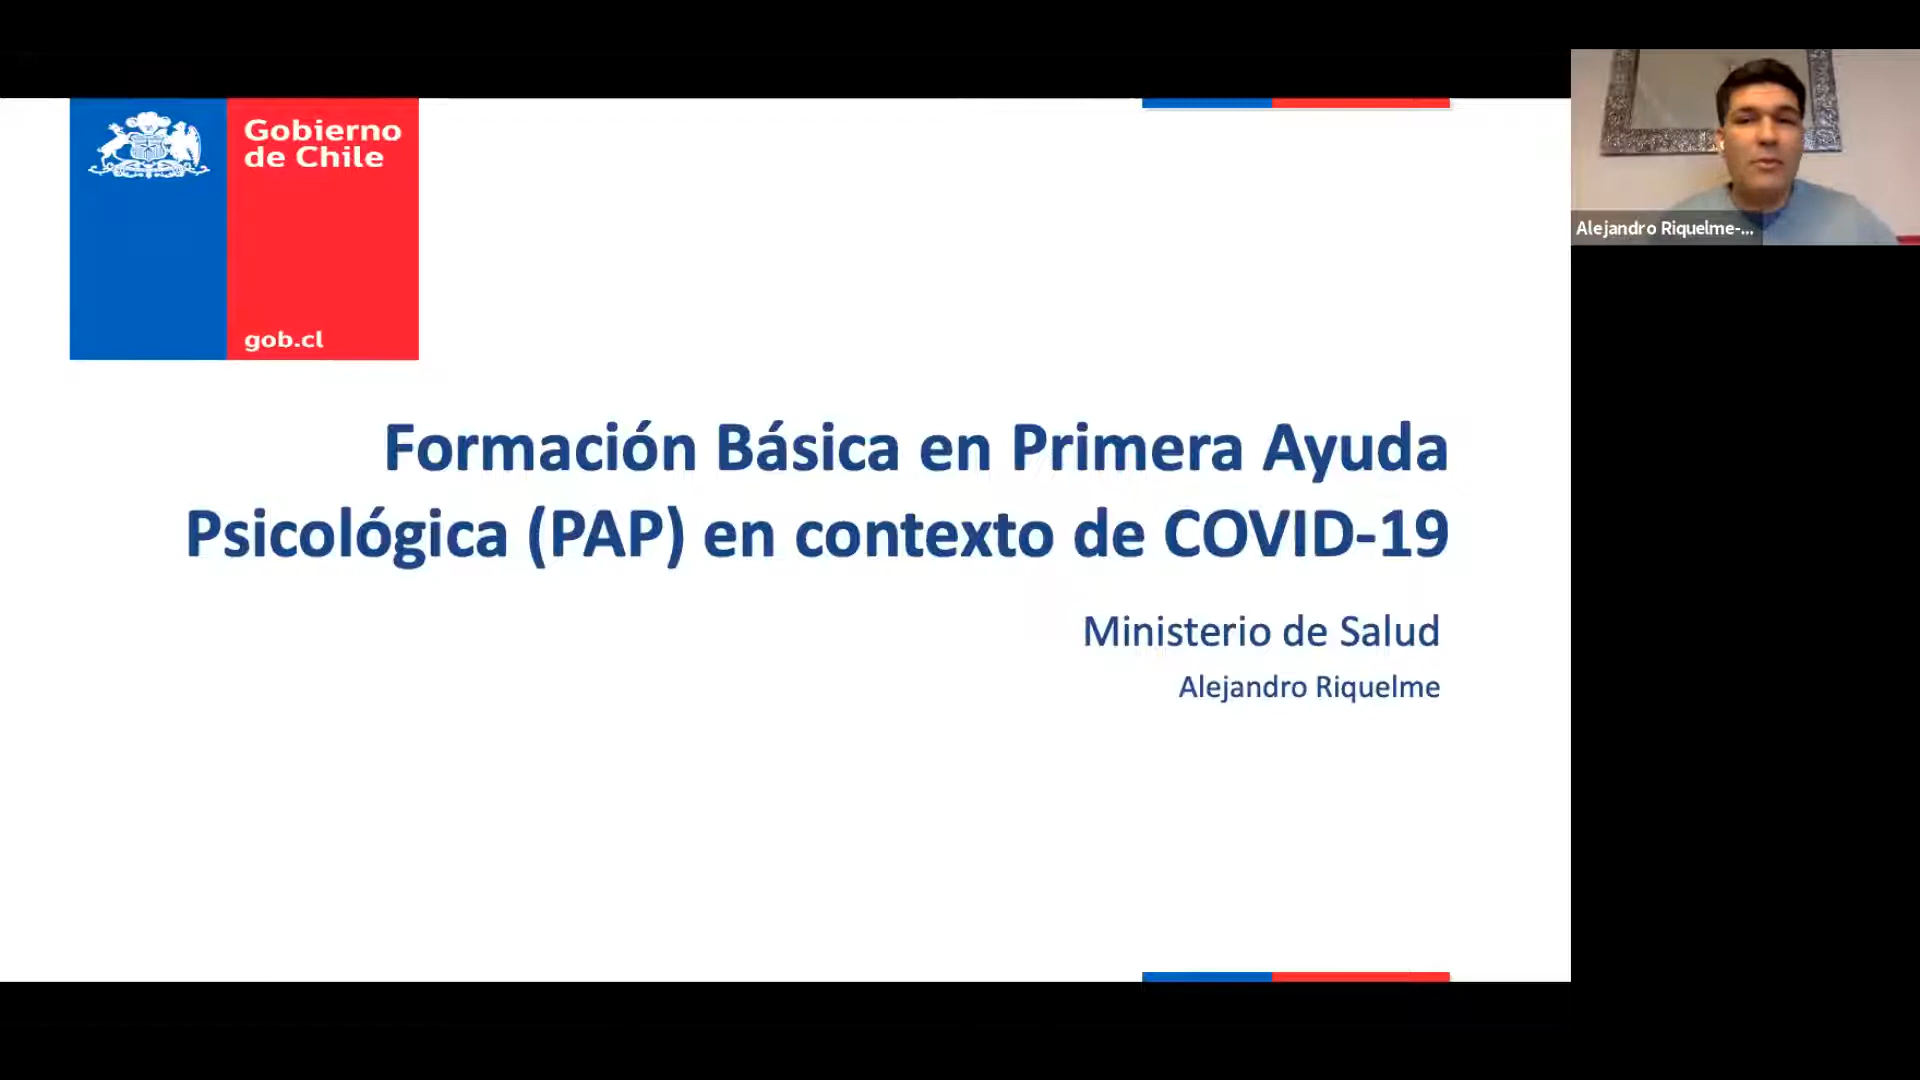 Gobierno
de Chile
gob.cl
Formación Básica en Primera Ayuda
Psicológica (PAP) en contexto de COVID-19
Ministerio de Salud
Alejandro Riquelme
Alejandro Riquelme-...